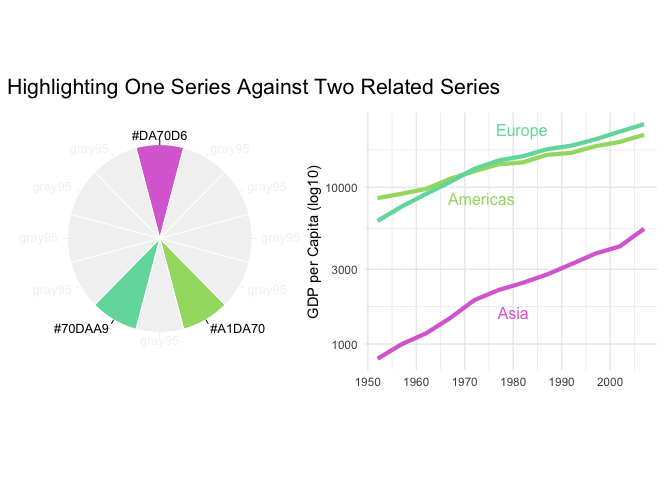 Highlighting One Series Against Two Related Series
#DA70D6
gray95
gray95
gray95
gray95
gray95
gray95
gray95
gray95
#70DAA9
#A1DA70
gray95
GDP per Capita (log10)
10000
3000
1000
Europe
Americas
Asia
1950
1960
1970
1980
1990
2000